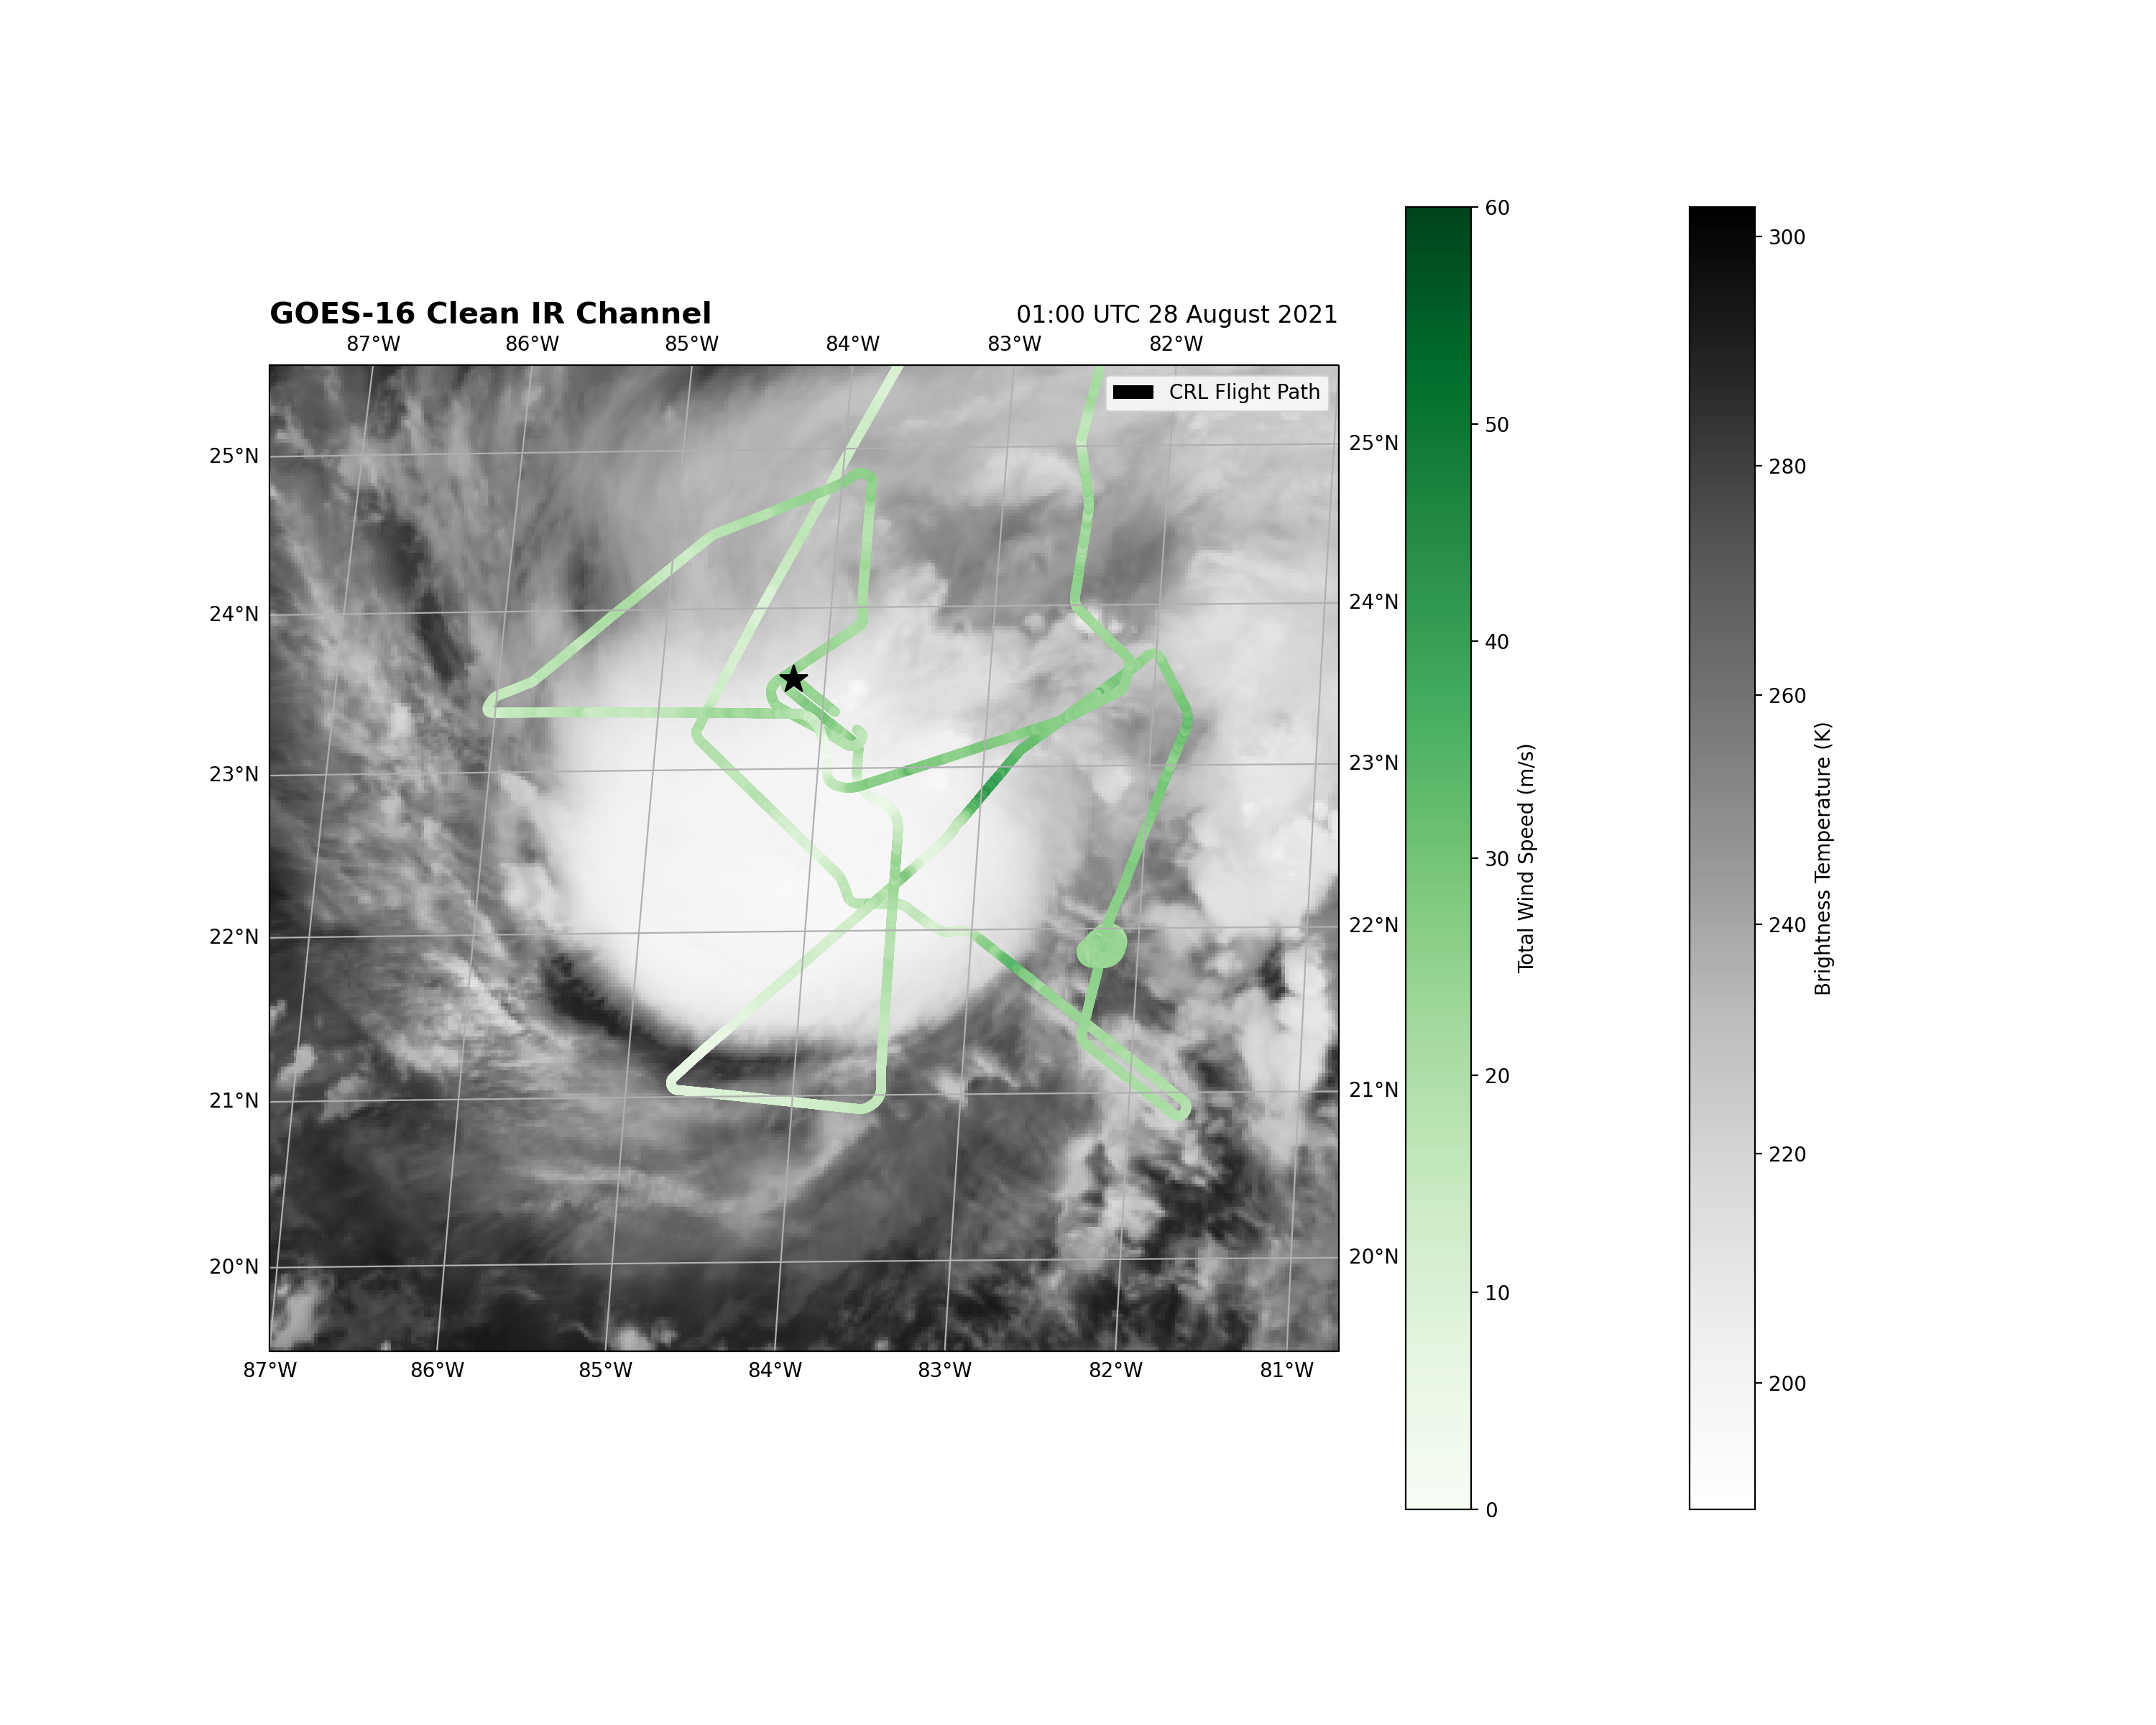 GOES-16 Clean IR Channel
01:00 UTC 28 August 2021
87°W 86°W 85°W 84°W 83°W 82°W
CRL Flight Path
25°N
24°N
23°N
22°N
21°N
20°N
25°N
24°N
23°N
22°N
21°N
20°N
87°W 86°W 85°W 84°W 83°W 82°W 81°W
60
50
40
30
20
10
0
Total Wind Speed (m/s)
300
280
260
240
220
200
Brightness Temperature (K)